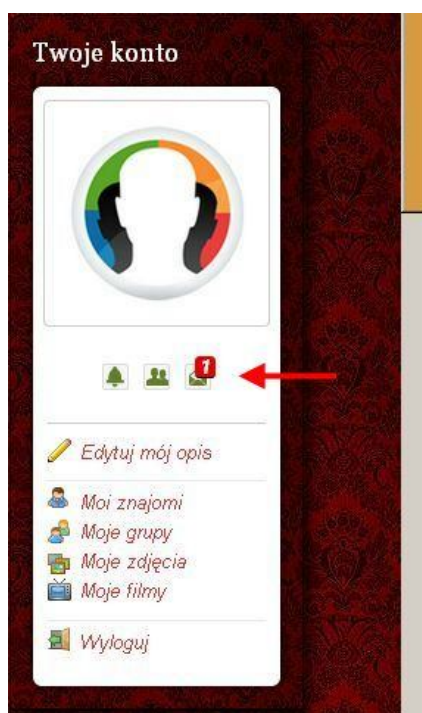 Twoje konto
1
Edytuj mój opis
Moi znajomi
Moje grupy
Moje zdjęcia
Moje filmy
Wyloguj